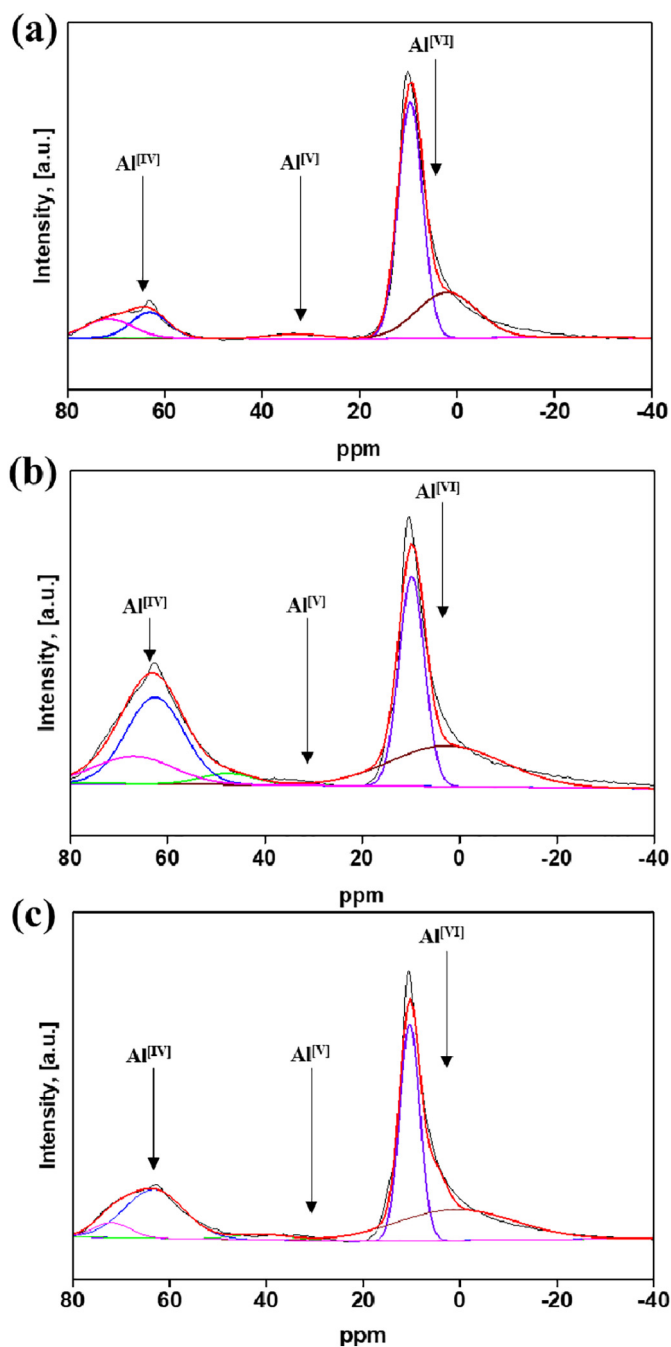 (a)
Al[VI]
Al[IV]
Al[V]
Intensity, [a.u.]
80 60 40 20 0 -20 -40
ppm
(b)
Al[VI]
Al[IV]
Al[V]
Intensity, [a.u.]
80 60 40 20 0 -20 -40
ppm
(c)
Al[VI]
Al[IV]
Al[V]
Intensity, [a.u.]
80 60 40 20 0 -20 -40
ppm